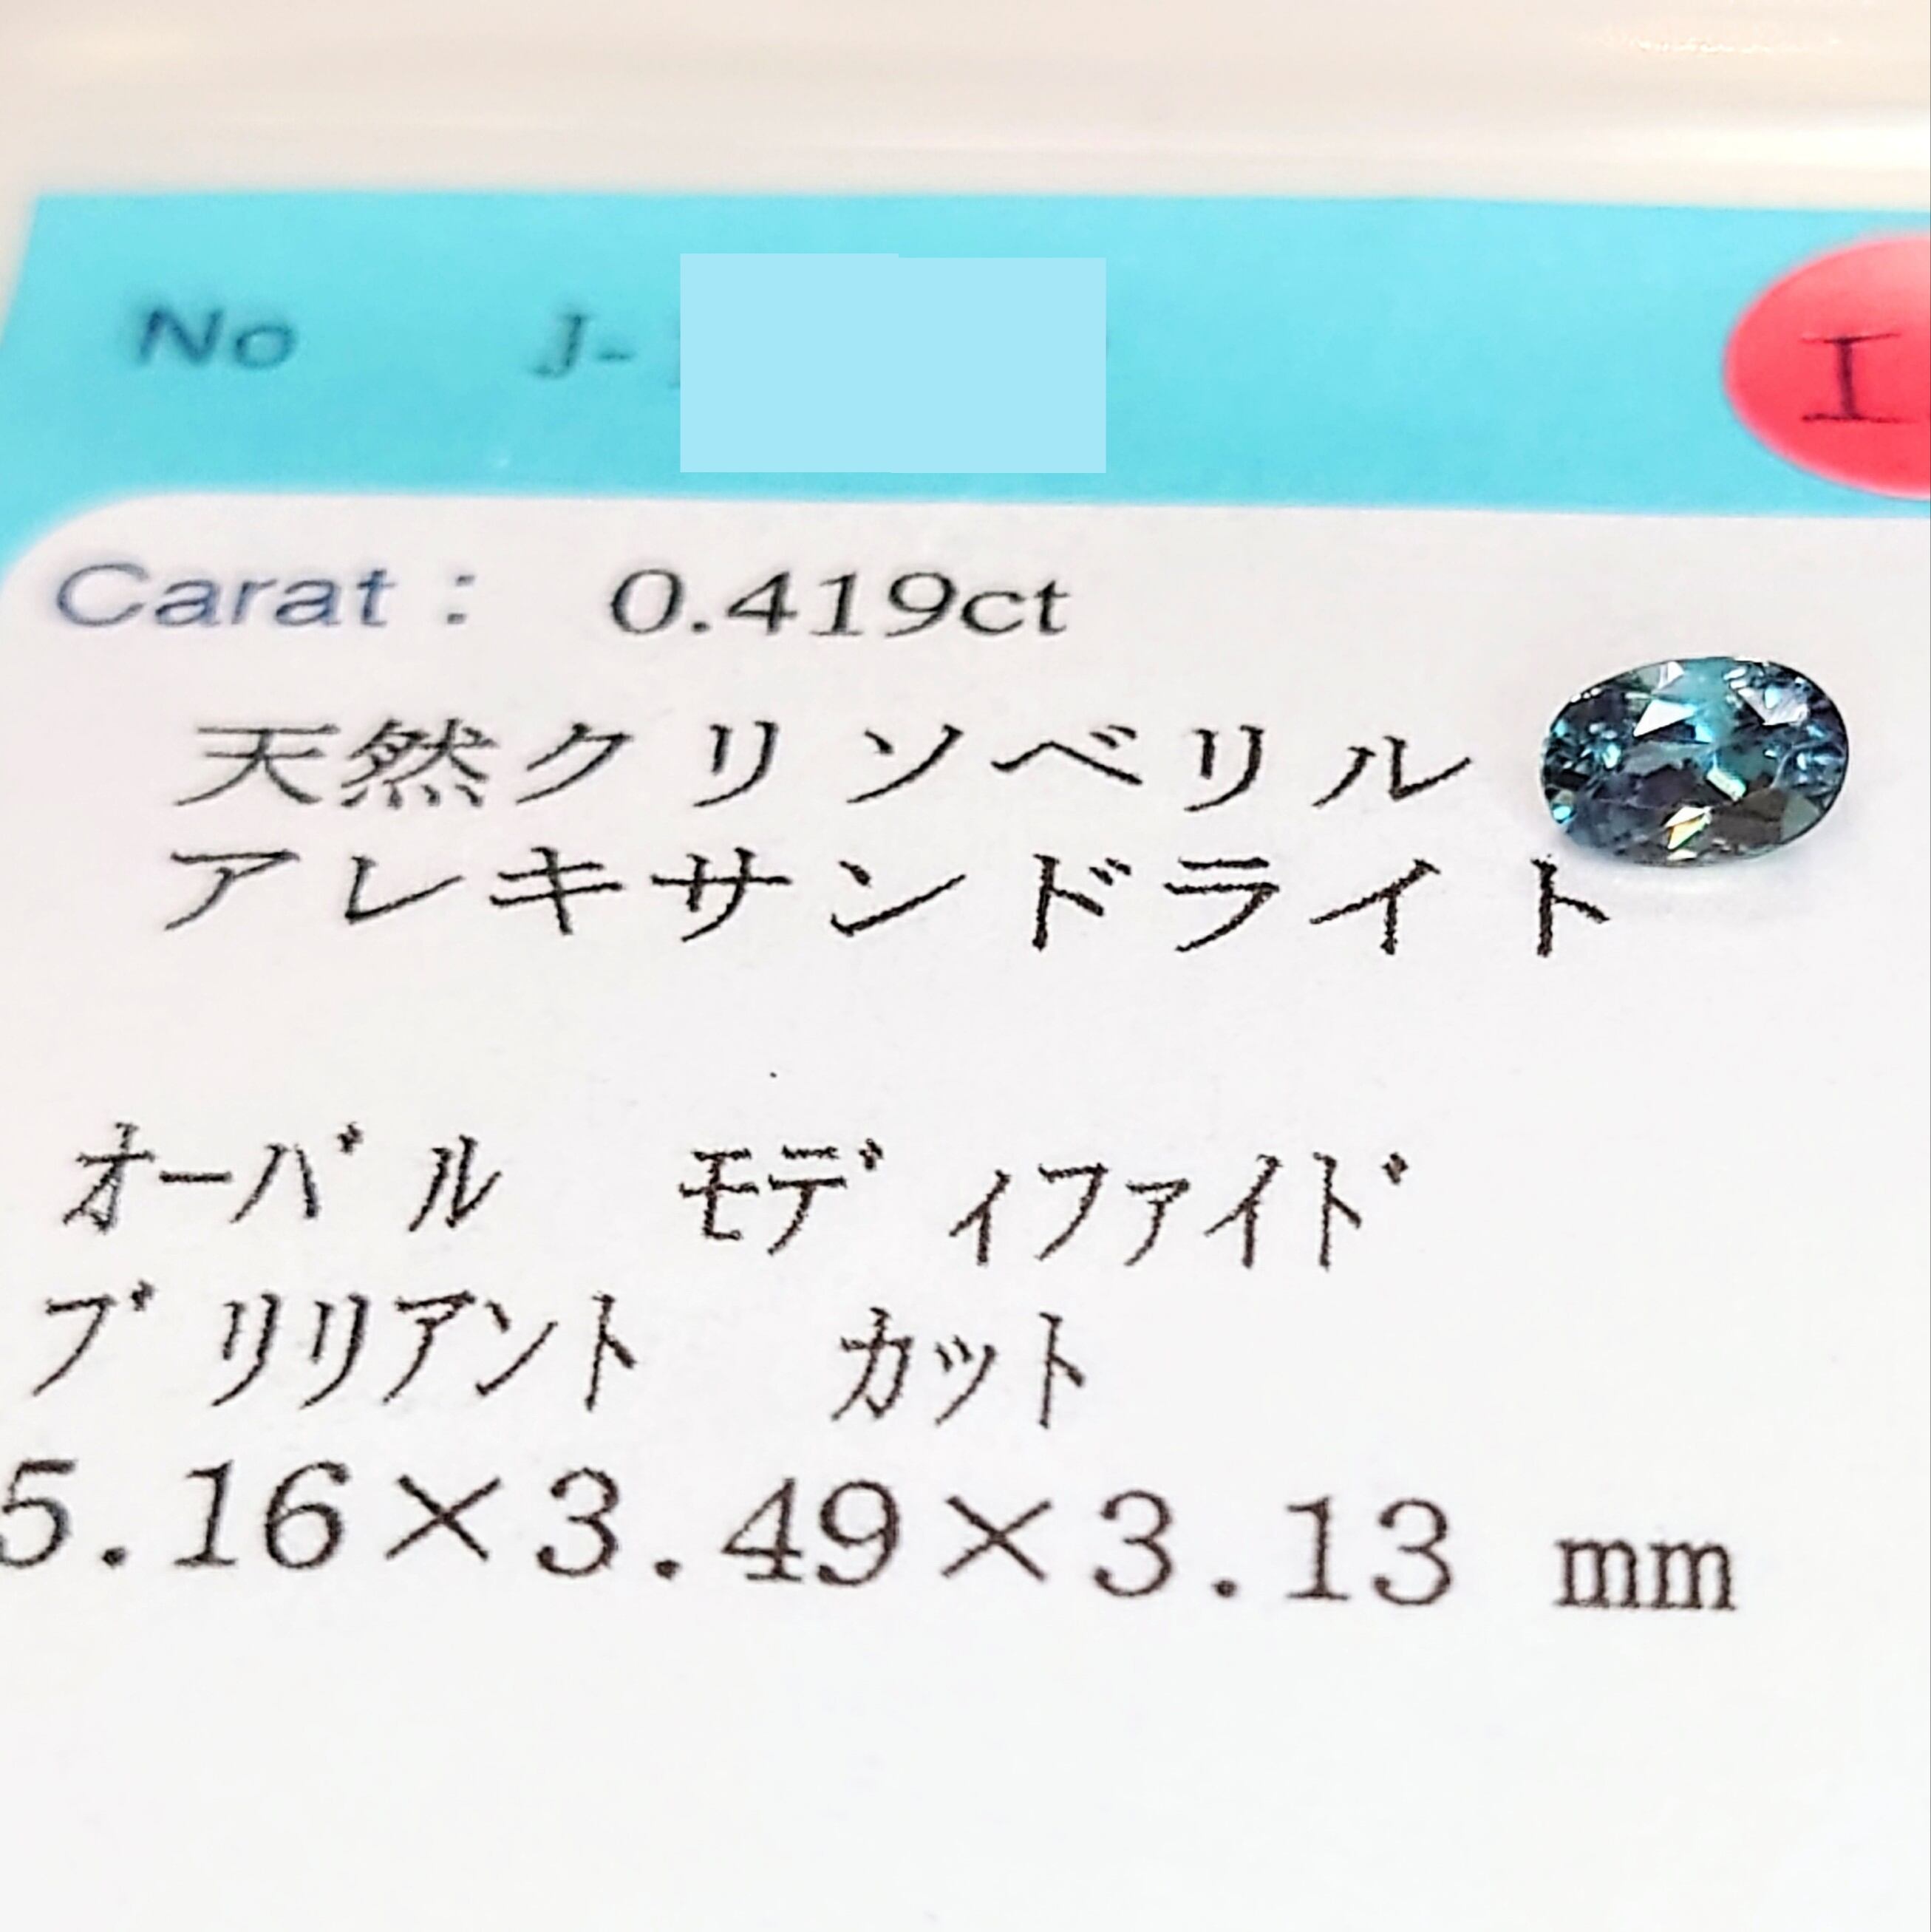 No J-
エ
Carat : 0.419ct
天然クリソベリル
アレキサンドライト
ｵｰﾊﾞﾙ ﾓﾃﾞｨﾌｧｲﾄﾞ
ﾌﾞﾘﾘｱﾝﾄ ｶｯﾄ
5.16×3.49×3.13 mm